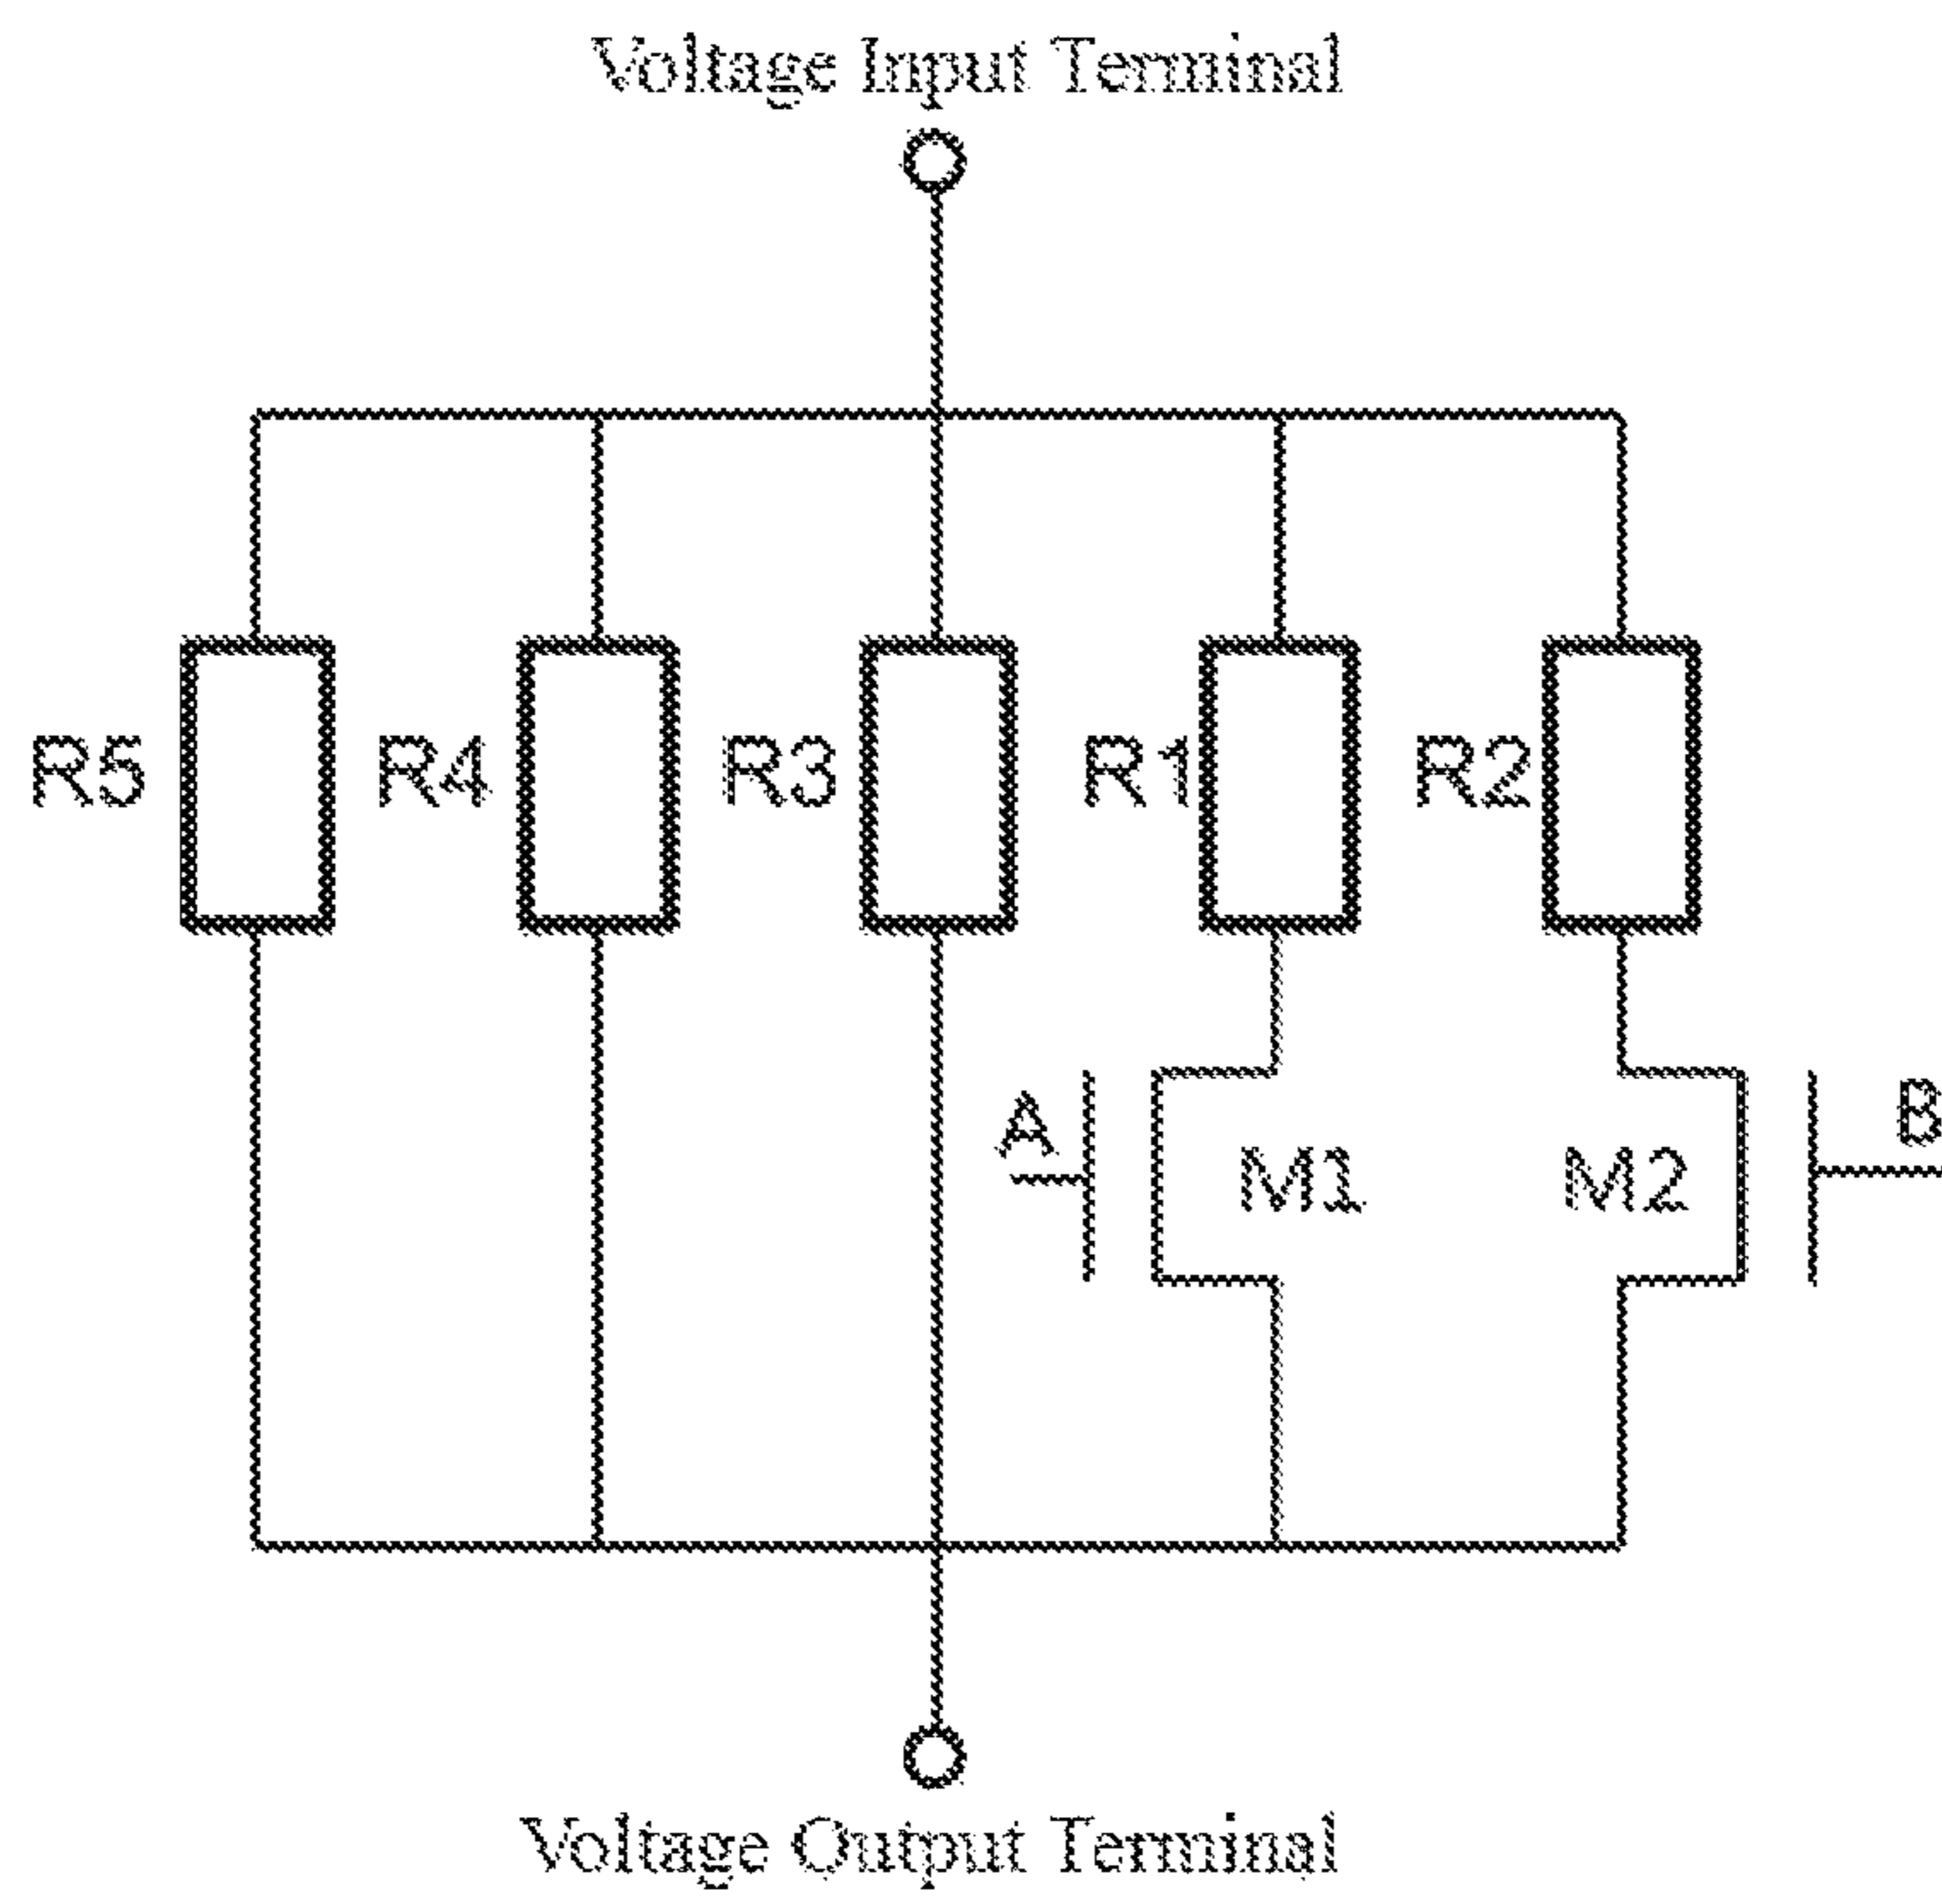 Voltage Input Terminal
R5 R4 R3 R1 R2
A M1 M2 B
Voltage Output Terminal